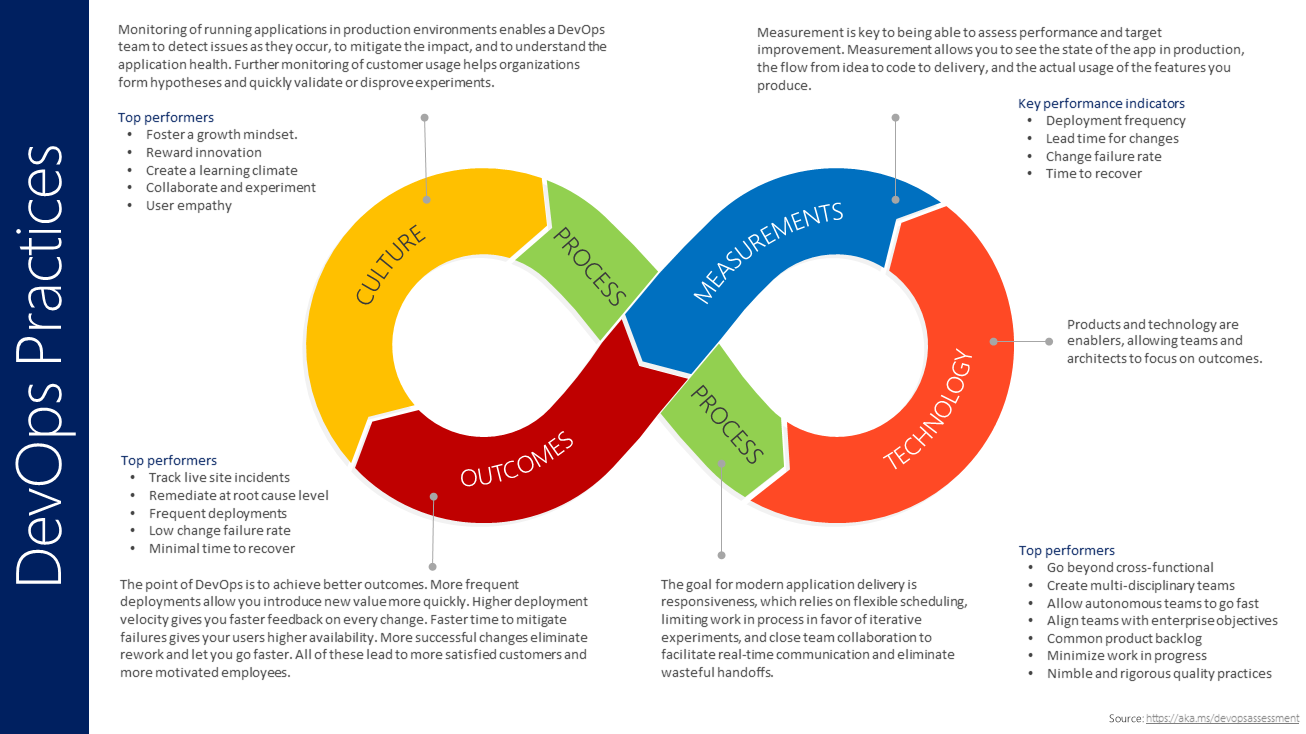 DevOps Practices
Monitoring of running applications in production environments enables a DevOps
team to detect issues as they occur, to mitigate the impact, and to understand the
application health. Further monitoring of customer usage helps organizations
form hypotheses and quickly validate or disprove experiments.
Top performers
• Foster a growth mindset.
• Reward innovation
• Create a learning climate
• Collaborate and experiment
• User empathy
Measurement is key to being able to assess performance and target
improvement. Measurement allows you to see the state of the app in production,
the flow from idea to code to delivery, and the actual usage of the features you
produce.
Key performance indicators
• Deployment frequency
• Lead time for changes
• Change failure rate
• Time to recover
CULTURE
PROCESS
MEASUREMENTS
TECHNOLOGY
PROCESS
OUTCOMES
Products and technology are
enablers, allowing teams and
architects to focus on outcomes.
Top performers
• Track live site incidents
• Remediate at root cause level
• Frequent deployments
• Low change failure rate
• Minimal time to recover
The point of DevOps is to achieve better outcomes. More frequent
deployments allow you introduce new value more quickly. Higher deployment
velocity gives you faster feedback on every change. Faster time to mitigate
failures gives your users higher availability. More successful changes eliminate
rework and let you go faster. All of these lead to more satisfied customers and
more motivated employees.
The goal for modern application delivery is
responsiveness, which relies on flexible scheduling,
limiting work in process in favor of iterative
experiments, and close team collaboration to
facilitate real-time communication and eliminate
wasteful handoffs.
Top performers
• Go beyond cross-functional
• Create multi-disciplinary teams
• Allow autonomous teams to go fast
• Align teams with enterprise objectives
• Common product backlog
• Minimize work in progress
• Nimble and rigorous quality practices
Source: https://aka.ms/devopsassessment